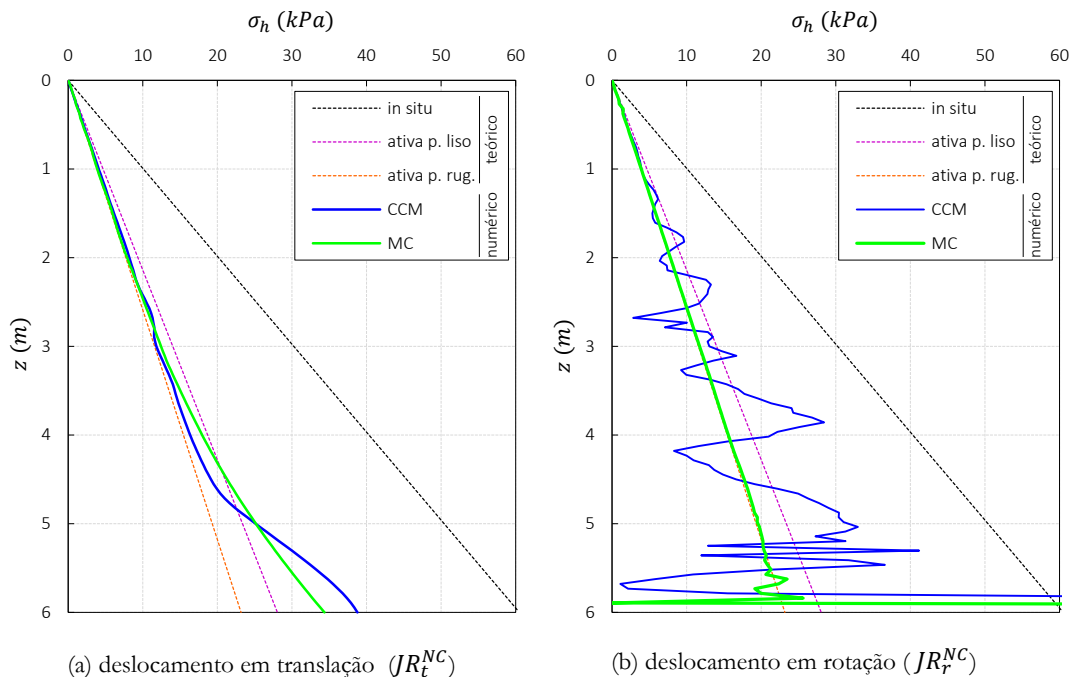 σh (kPa)
0 10 20 30 40 50 60
0
1
2
3
4
5
6
z (m)
in situ
ativa p. liso
ativa p. rug.
CCM
MC
teórico
numérico
(a) deslocamento em translação (JR_t^NC)
σh (kPa)
0 10 20 30 40 50 60
0
1
2
3
4
5
6
z (m)
in situ
ativa p. liso
ativa p. rug.
CCM
MC
teórico
numérico
(b) deslocamento em rotação (JR_r^NC)